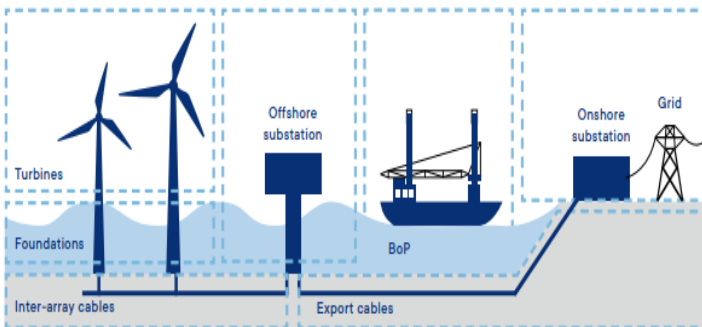 Turbines
Foundations
Inter-array cables
Offshore
substation
BoP
Export cables
Onshore
substation
Grid